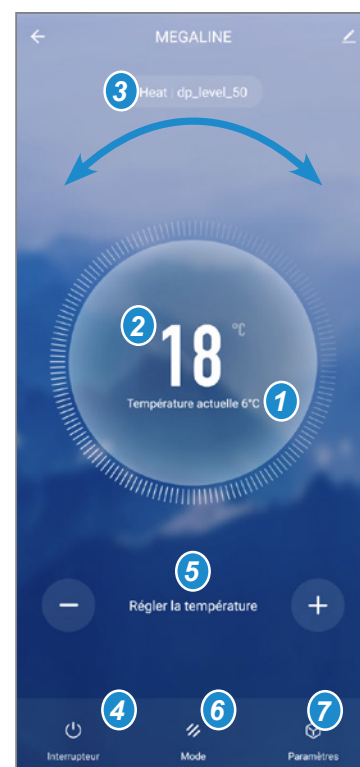 MEGALINE
3 Heat | dp_level_50
2 18 °C
Température actuelle 6°C 1
5
Régler la température
4 6 7
Interrupteur Mode Paramètres